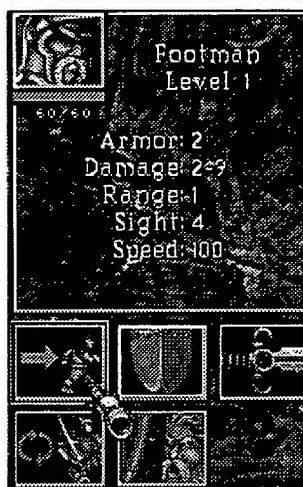 Footman
Level 1
60/60
Armor: 2
Damage: 2-9
Range: 1
Sight: 4
Speed: 100